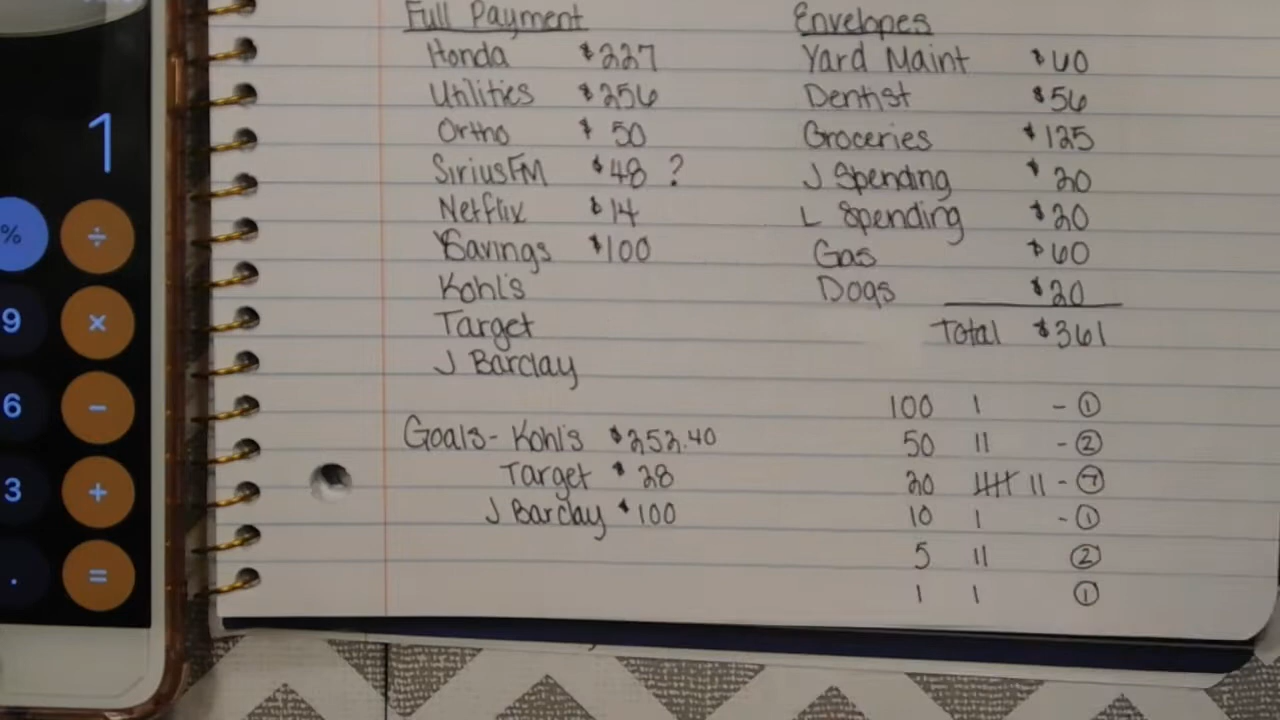 1
% ÷
9 ×
6 −
3 +
. =
Full Payment
Honda $227
Utilities $256
Ortho $ 50
SiriusFM $48 ?
Netflix $14
YSavings $100
Kohl's
Target
J Barclay
Goals- Kohl's $252.40
Target $ 28
J Barclay $100
Envelopes
Yard Maint $60
Dentist $56
Groceries $125
J Spending $ 20
L Spending $20
Gas $60
Dogs $20
Total $361
100 | - ①
50 || - ②
20 卌 || - ⑦
10 | - ①
5 || ②
1 | ①